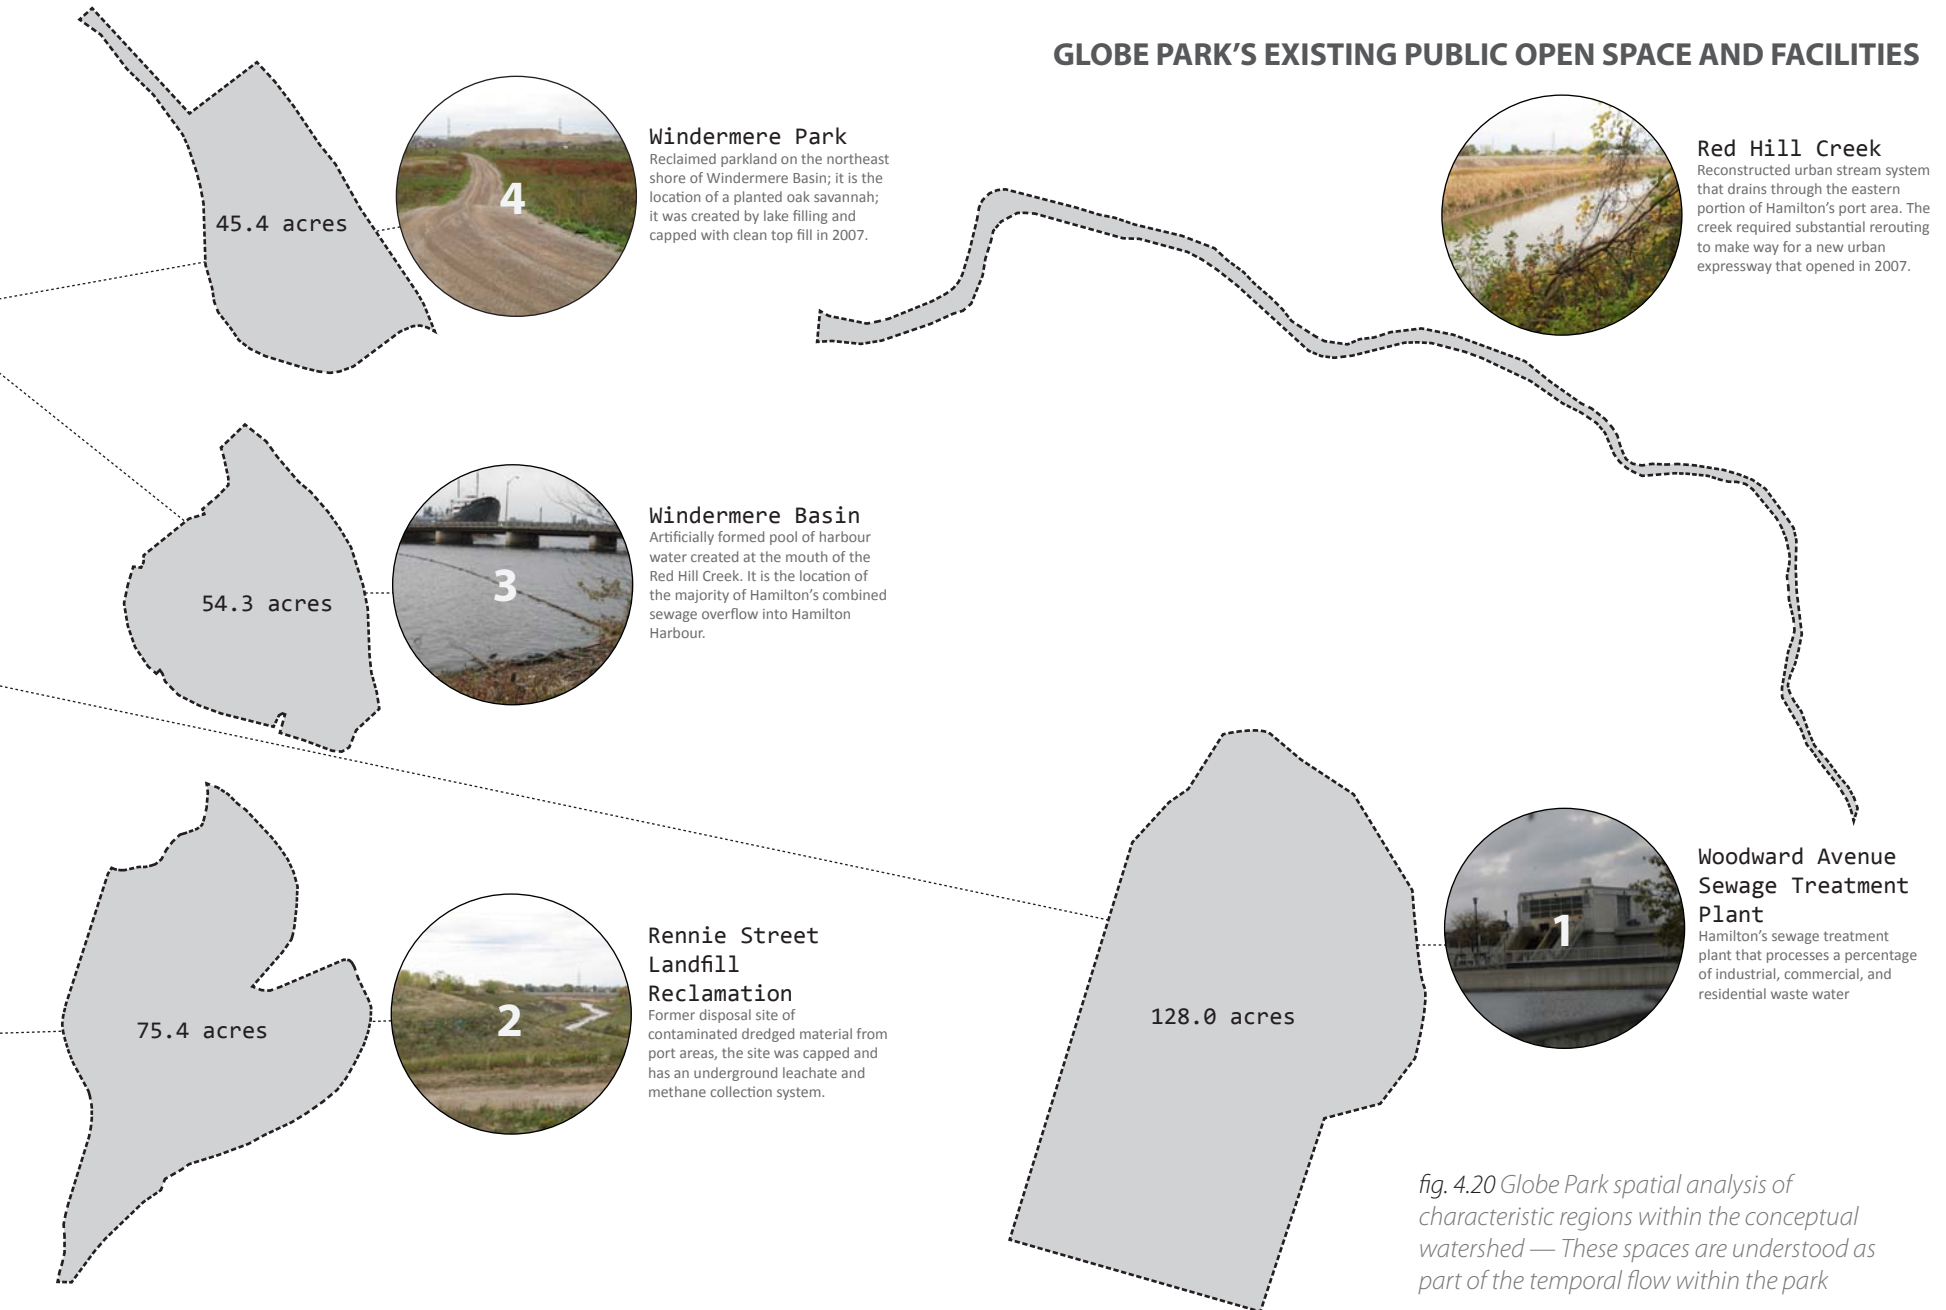 GLOBE PARK’S EXISTING PUBLIC OPEN SPACE AND FACILITIES
45.4 acres
4
Windermere Park
Reclaimed parkland on the northeast
shore of Windermere Basin; it is the
location of a planted oak savannah;
it was created by lake filling and
capped with clean top fill in 2007.
Red Hill Creek
Reconstructed urban stream system
that drains through the eastern
portion of Hamilton’s port area. The
creek required substantial rerouting
to make way for a new urban
expressway that opened in 2007.
54.3 acres
3
Windermere Basin
Artificially formed pool of harbour
water created at the mouth of the
Red Hill Creek. It is the location of
the majority of Hamilton’s combined
sewage overflow into Hamilton
Harbour.
75.4 acres
2
Rennie Street
Landfill
Reclamation
Former disposal site of
contaminated dredged material from
port areas, the site was capped and
has an underground leachate and
methane collection system.
128.0 acres
1
Woodward Avenue
Sewage Treatment
Plant
Hamilton’s sewage treatment
plant that processes a percentage
of industrial, commercial, and
residential waste water
fig. 4.20 Globe Park spatial analysis of
characteristic regions within the conceptual
watershed — These spaces are understood as
part of the temporal flow within the park